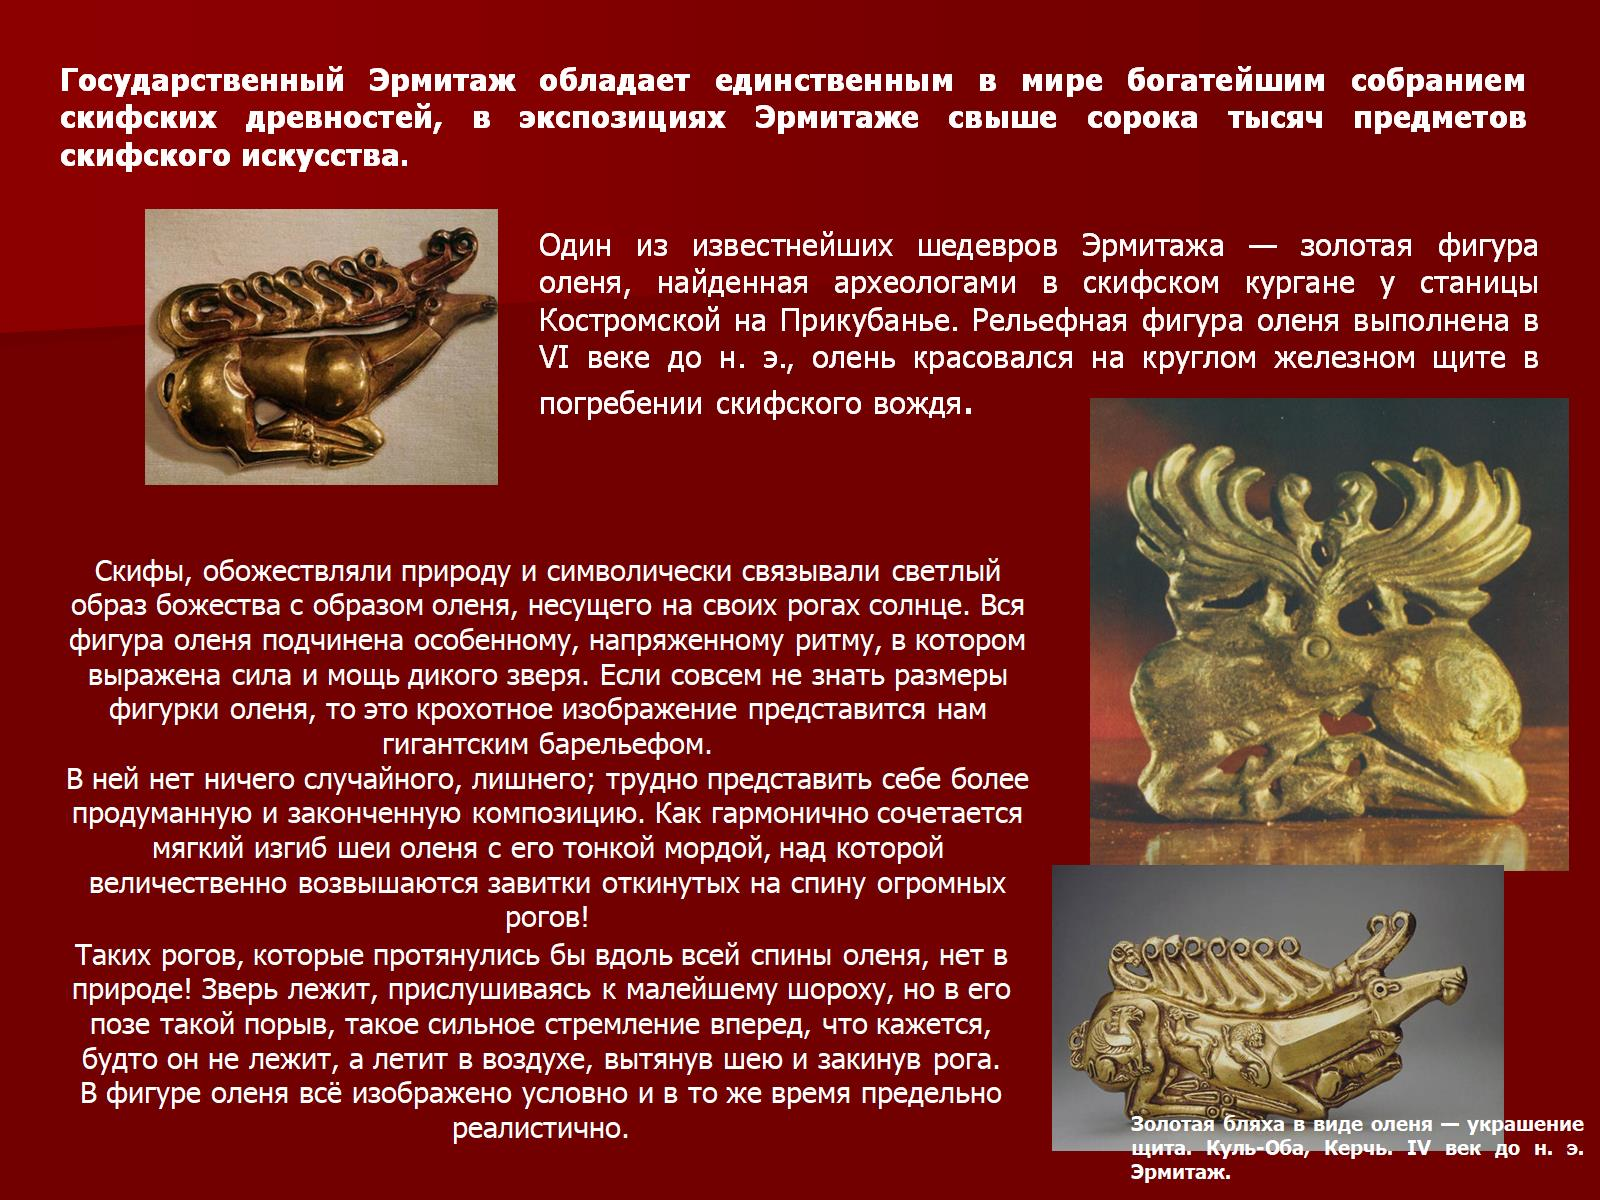 Государственный Эрмитаж обладает единственным в мире богатейшим собранием
скифских древностей, в экспозициях Эрмитаже свыше сорока тысяч предметов
скифского искусства.
Один из известнейших шедевров Эрмитажа — золотая фигура
оленя, найденная археологами в скифском кургане у станицы
Костромской на Прикубанье. Рельефная фигура оленя выполнена в
VI веке до н. э., олень красовался на круглом железном щите в
погребении скифского вождя.
Скифы, обожествляли природу и символически связывали светлый
образ божества с образом оленя, несущего на своих рогах солнце. Вся
фигура оленя подчинена особенному, напряженному ритму, в котором
выражена сила и мощь дикого зверя. Если совсем не знать размеры
фигурки оленя, то это крохотное изображение представится нам
гигантским барельефом.
В ней нет ничего случайного, лишнего; трудно представить себе более
продуманную и законченную композицию. Как гармонично сочетается
мягкий изгиб шеи оленя с его тонкой мордой, над которой
величественно возвышаются завитки откинутых на спину огромных
рогов!
Таких рогов, которые протянулись бы вдоль всей спины оленя, нет в
природе! Зверь лежит, прислушиваясь к малейшему шороху, но в его
позе такой порыв, такое сильное стремление вперед, что кажется,
будто он не лежит, а летит в воздухе, вытянув шею и закинув рога.
В фигуре оленя всё изображено условно и в то же время предельно
реалистично.
Золотая бляха в виде оленя — украшение
щита. Куль-Оба, Керчь. IV век до н. э.
Эрмитаж.